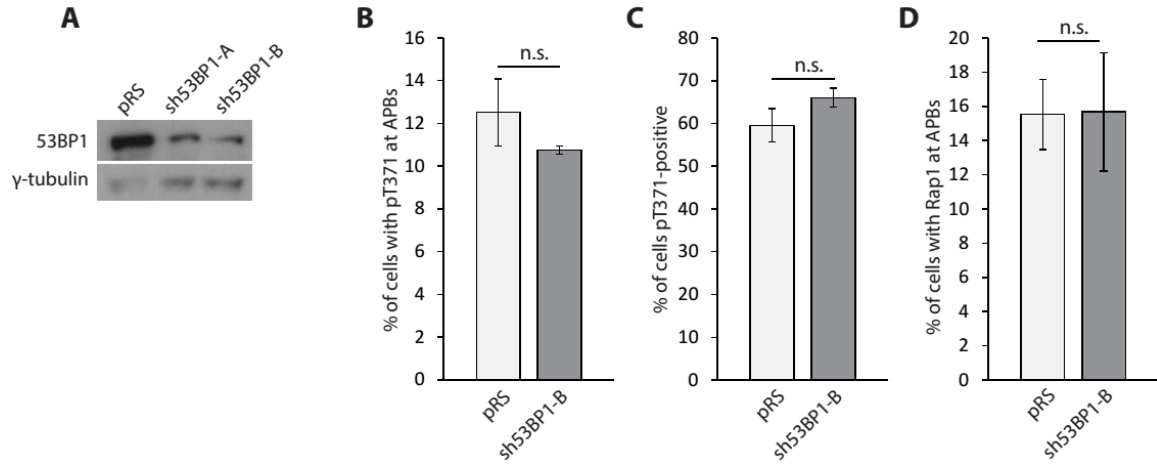 A
pRS
sh53BP1-A
sh53BP1-B
53BP1
γ-tubulin
B
% of cells with pT371 at APBs
16
14
12
10
8
6
4
2
0
n.s.
pRS
sh53BP1-B
C
% of cells pT371-positive
80
70
60
50
40
30
20
10
0
n.s.
pRS
sh53BP1-B
D
% of cells with Rap1 at APBs
20
18
16
14
12
10
8
6
4
2
0
n.s.
pRS
sh53BP1-B